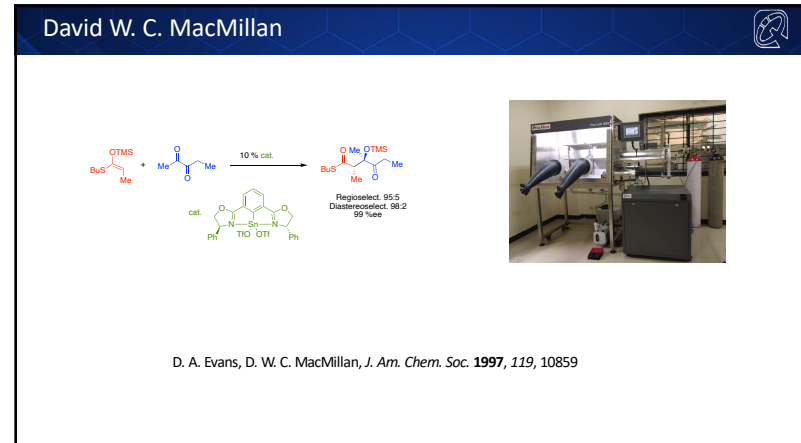 David W. C. MacMillan
OTMS
BuS
Me
+
Me
O
O
Me
10 % cat.
O
Me
OTMS
BuS
Me
O
Me
Regioselect. 95:5
Diastereoselect. 98:2
99 %ee
cat.
O
O
N
Sn
N
Ph
TfO
OTf
Ph
D. A. Evans, D. W. C. MacMillan, J. Am. Chem. Soc. 1997, 119, 10859